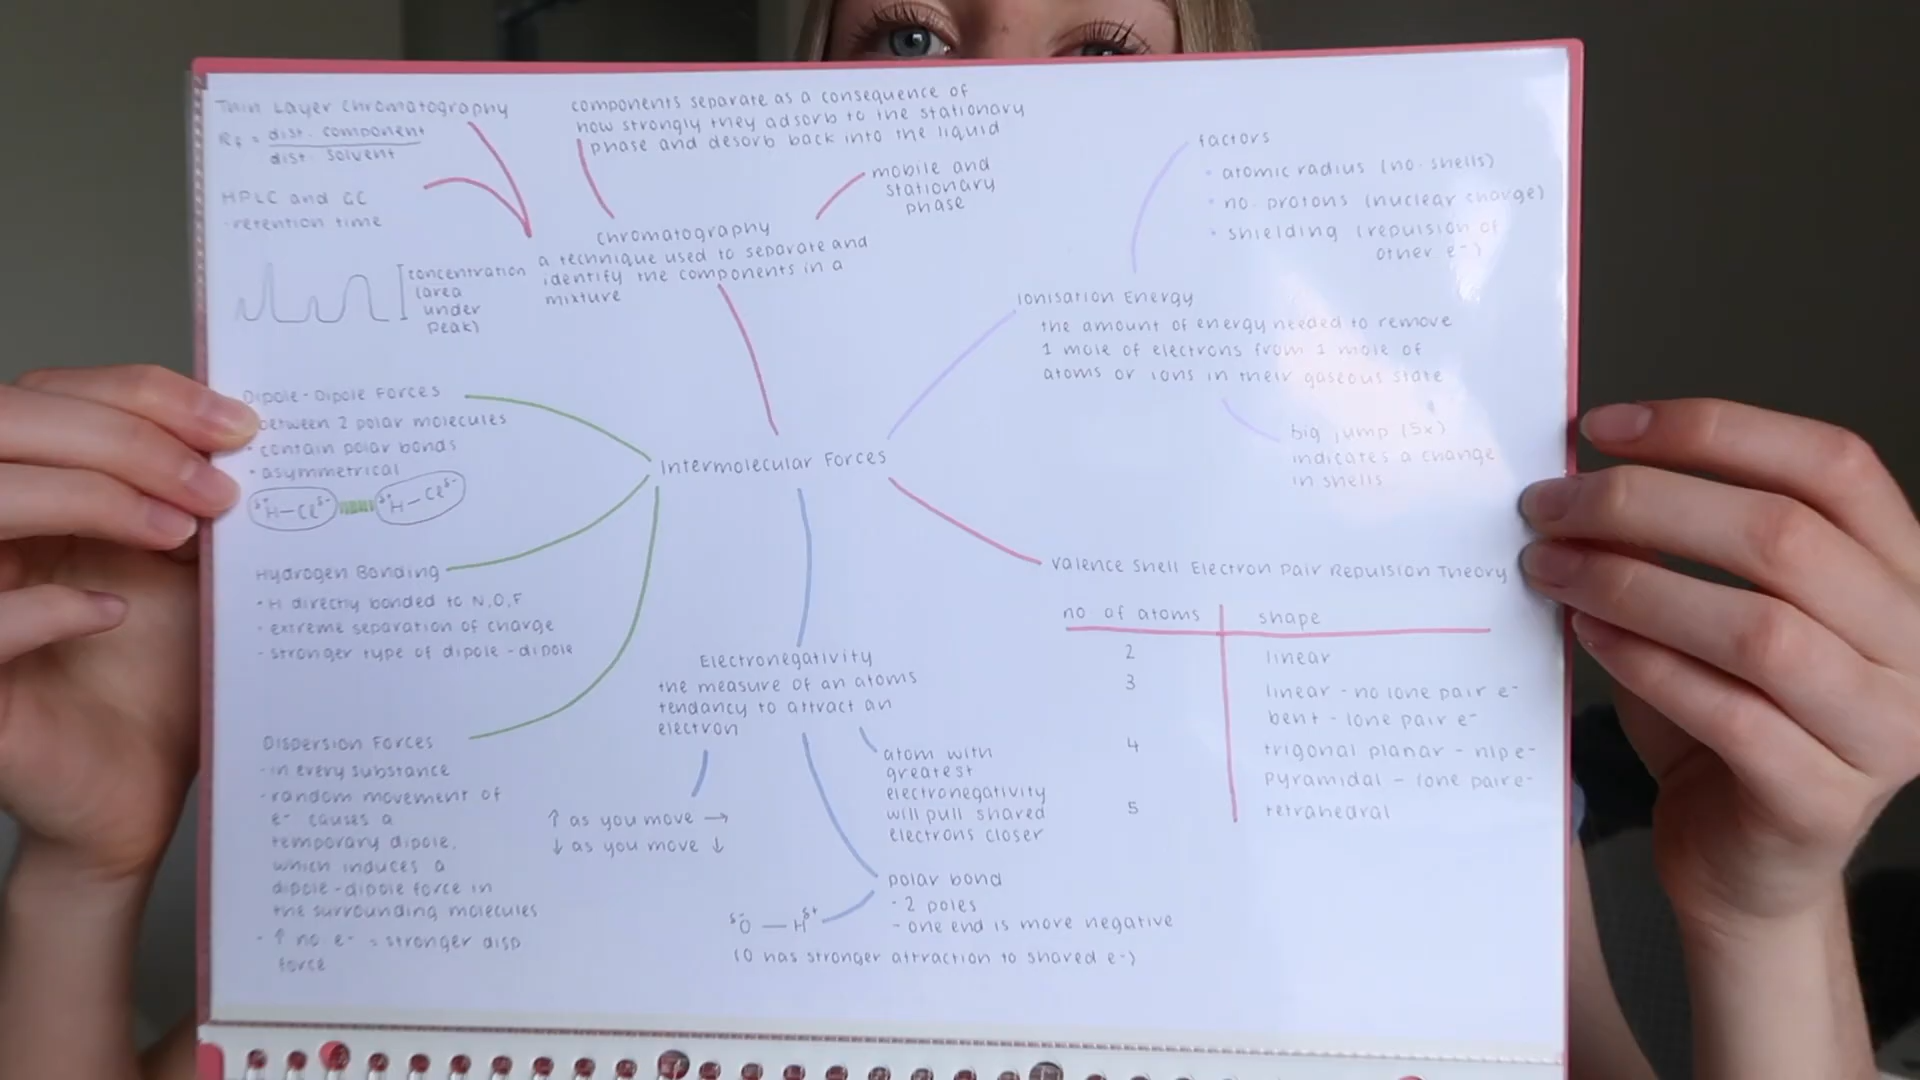 Thin Layer Chromatography
Rf = dist. component
dist. solvent
HPLC and GC
- retention time
concentration
(area
under
peak)
components separate as a consequence of
how strongly they adsorb to the stationary
phase and desorb back into the liquid
mobile and
stationary
phase
chromatography
a technique used to separate and
identify the components in a
mixture
factors
• atomic radius (no. shells)
• no. protons (nuclear charge)
• shielding (repulsion of
other e-)
Ionisation Energy
the amount of energy needed to remove
1 mole of electrons from 1 mole of
atoms or ions in their gaseous state
big jump (5x)
indicates a change
in shells
Dipole-Dipole Forces
between 2 polar molecules
• contain polar bonds
• asymmetrical
δ+ H—Cl δ- δ+ H—Cl δ-
Intermolecular Forces
Hydrogen Bonding
• H directly bonded to N,O,F
- extreme separation of charge
- stronger type of dipole-dipole
Dispersion Forces
- in every substance
- random movement of
e- causes a
temporary dipole,
which induces a
dipole-dipole force in
the surrounding molecules
- ↑ no e- = stronger disp
force
Electronegativity
the measure of an atoms
tendancy to attract an
electron
↑ as you move →
↓ as you move ↓
atom with
greatest
electronegativity
will pull shared
electrons closer
polar bond
- 2 poles
- one end is more negative
δ- O — H δ+
(O has stronger attraction to shared e-)
Valence Shell Electron Pair Repulsion Theory
no of atoms shape
2 linear
3 linear - no lone pair e-
bent - lone pair e-
4 trigonal planar - nlpe-
pyramidal - lone pair e-
5 tetrahedral